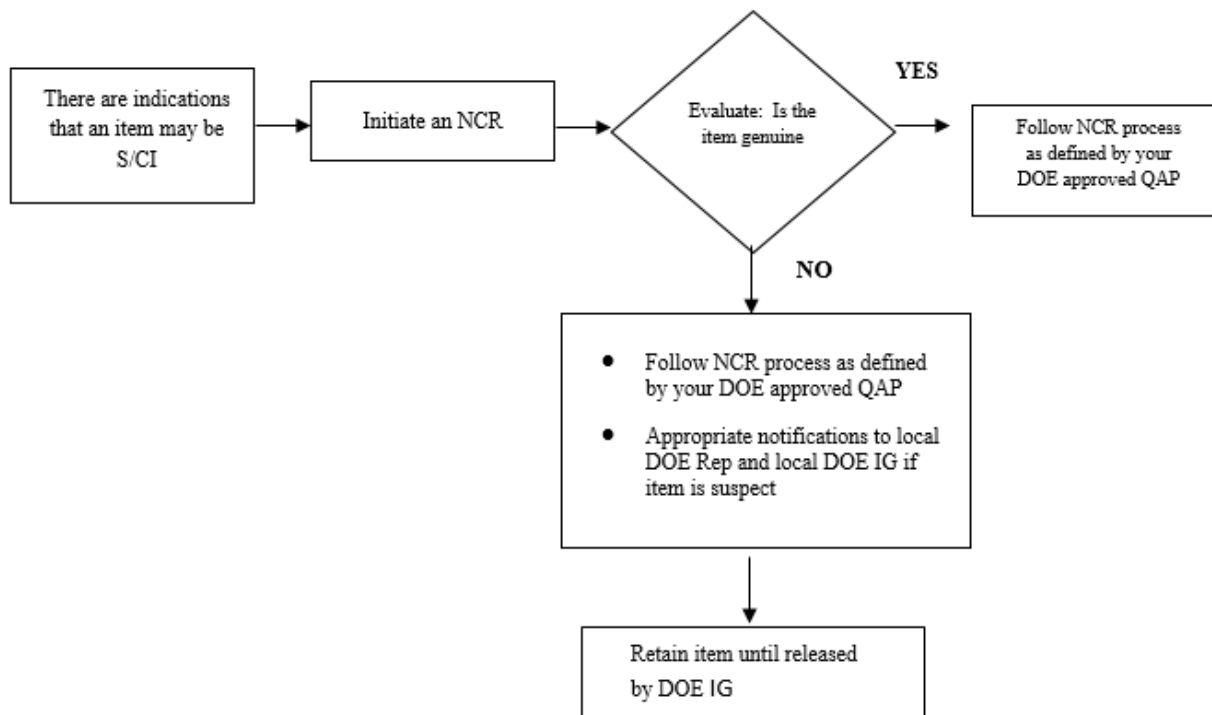 There are indications
that an item may be
S/CI
Initiate an NCR
Evaluate:  Is the
item genuine
YES
Follow NCR process
as defined by your
DOE approved QAP
NO
● Follow NCR process as defined
by your DOE approved QAP
● Appropriate notifications to local
DOE Rep and local DOE IG if
item is suspect
Retain item until released
by DOE IG